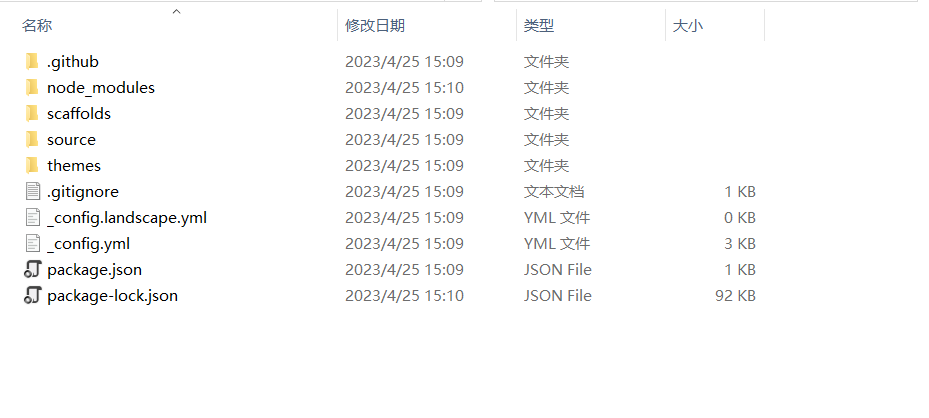 名称 修改日期 类型 大小
.github 2023/4/25 15:09 文件夹
node_modules 2023/4/25 15:10 文件夹
scaffolds 2023/4/25 15:09 文件夹
source 2023/4/25 15:09 文件夹
themes 2023/4/25 15:09 文件夹
.gitignore 2023/4/25 15:09 文本文档 1 KB
_config.landscape.yml 2023/4/25 15:09 YML 文件 0 KB
_config.yml 2023/4/25 15:09 YML 文件 3 KB
package.json 2023/4/25 15:09 JSON File 1 KB
package-lock.json 2023/4/25 15:10 JSON File 92 KB